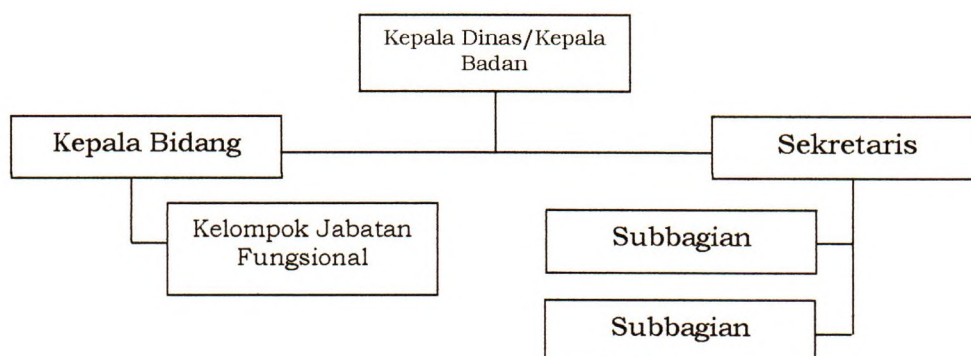 Kepala Dinas/Kepala
Badan
Kepala Bidang
Sekretaris
Kelompok Jabatan
Fungsional
Subbagian
Subbagian